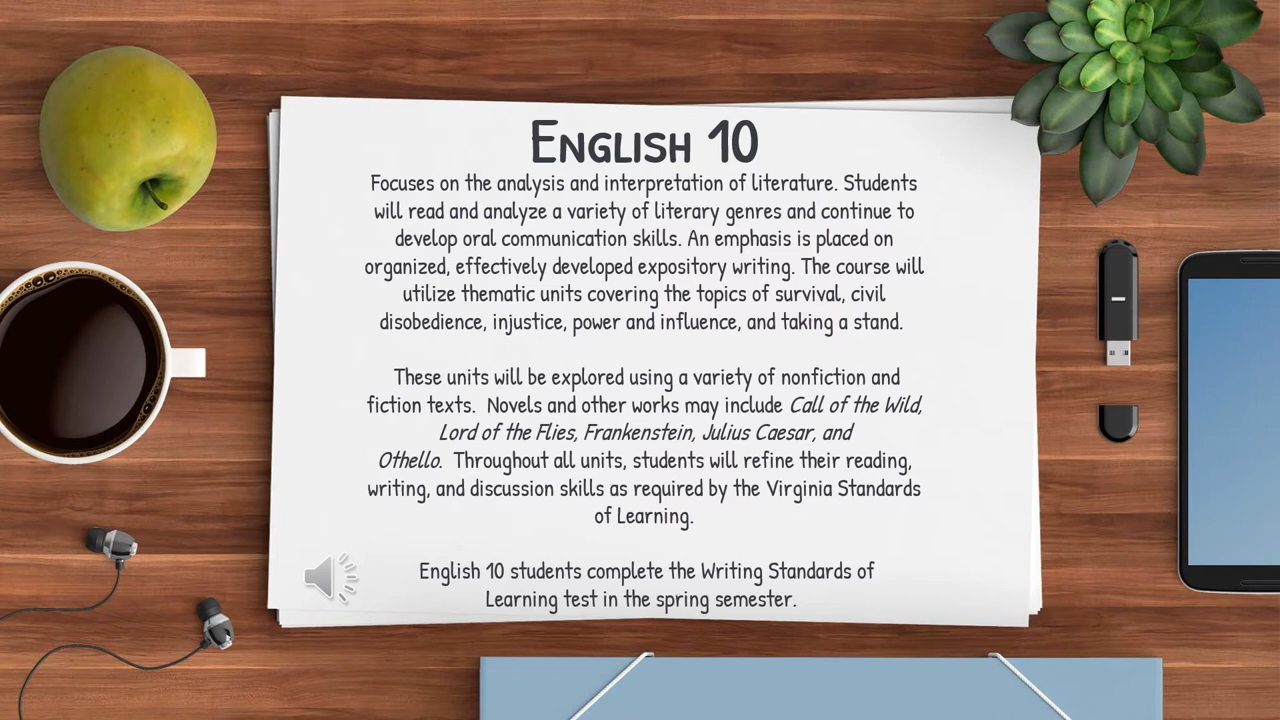 English 10
Focuses on the analysis and interpretation of literature. Students
will read and analyze a variety of literary genres and continue to
develop oral communication skills. An emphasis is placed on
organized, effectively developed expository writing. The course will
utilize thematic units covering the topics of survival, civil
disobedience, injustice, power and influence, and taking a stand.
These units will be explored using a variety of nonfiction and
fiction texts.  Novels and other works may include Call of the Wild,
Lord of the Flies, Frankenstein, Julius Caesar, and
Othello.  Throughout all units, students will refine their reading,
writing, and discussion skills as required by the Virginia Standards
of Learning.
English 10 students complete the Writing Standards of
Learning test in the spring semester.